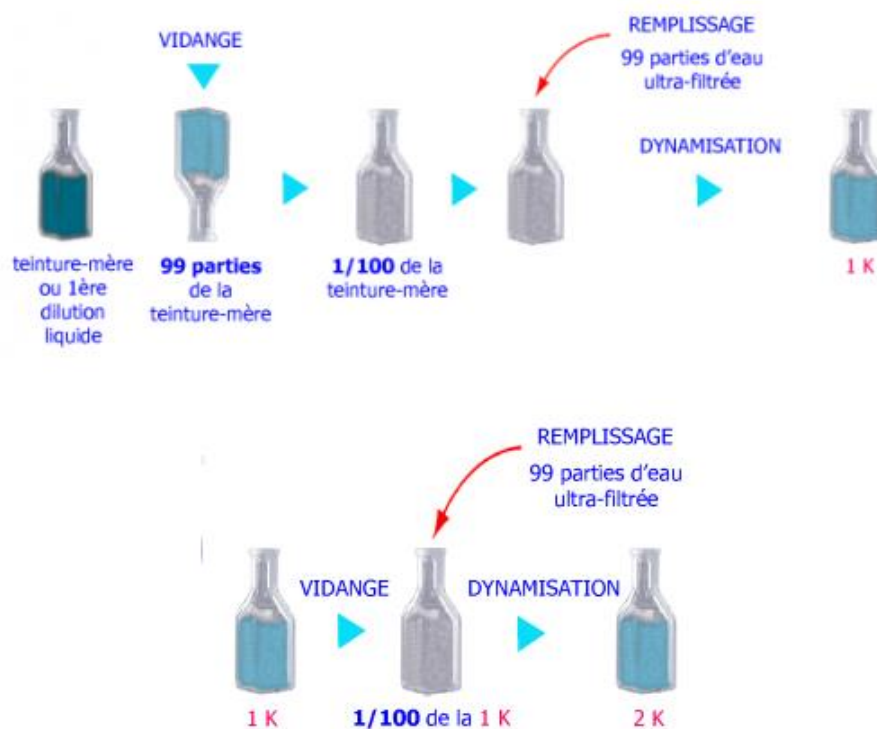 VIDANGE
REMPLISSAGE
99 parties d'eau
ultra-filtrée
DYNAMISATION
teinture-mère
ou 1ère
dilution
liquide
99 parties
de la
teinture-mère
1/100 de la
teinture-mère
1 K
REMPLISSAGE
99 parties d'eau
ultra-filtrée
VIDANGE
DYNAMISATION
1 K
1/100 de la 1 K
2 K